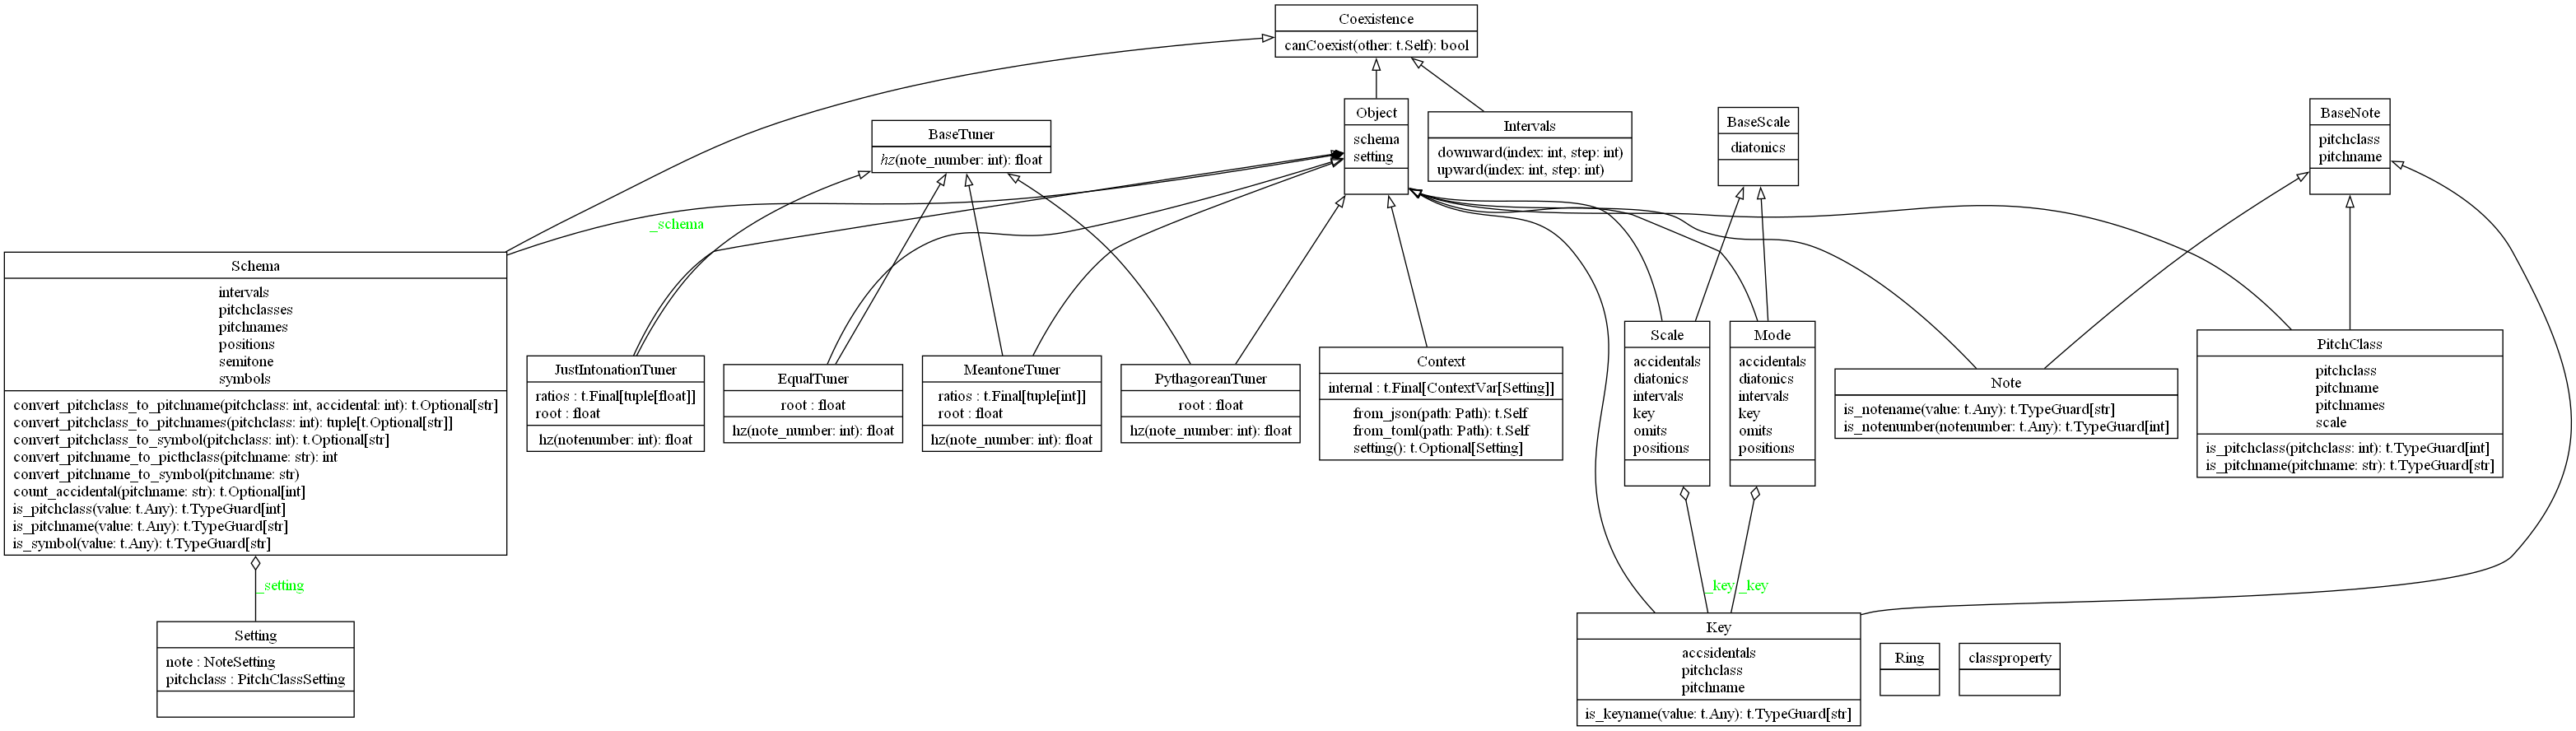 Coexistence
canCoexist(other: t.Self): bool
BaseTuner
hz(note_number: int): float
Object
schema
setting
Intervals
downward(index: int, step: int)
upward(index: int, step: int)
BaseScale
diatonics
BaseNote
pitchclass
pitchname
_schema
Schema
intervals
pitchclasses
pitchnames
positions
semitone
symbols
convert_pitchclass_to_pitchname(pitchclass: int, accidental: int): t.Optional[str]
convert_pitchclass_to_pitchnames(pitchclass: int): tuple[t.Optional[str]]
convert_pitchclass_to_symbol(pitchclass: int): t.Optional[str]
convert_pitchname_to_picthclass(pitchname: str): int
convert_pitchname_to_symbol(pitchname: str)
count_accidental(pitchname: str): t.Optional[int]
is_pitchclass(value: t.Any): t.TypeGuard[int]
is_pitchname(value: t.Any): t.TypeGuard[str]
is_symbol(value: t.Any): t.TypeGuard[str]
JustIntonationTuner
ratios : t.Final[tuple[float]]
root : float
hz(notenumber: int): float
EqualTuner
root : float
hz(note_number: int): float
MeantoneTuner
ratios : t.Final[tuple[int]]
root : float
hz(note_number: int): float
PythagoreanTuner
root : float
hz(note_number: int): float
Context
internal : t.Final[ContextVar[Setting]]
from_json(path: Path): t.Self
from_toml(path: Path): t.Self
setting(): t.Optional[Setting]
Scale
accidentals
diatonics
intervals
key
omits
positions
Mode
accidentals
diatonics
intervals
key
omits
positions
Note
is_notename(value: t.Any): t.TypeGuard[str]
is_notenumber(notenumber: t.Any): t.TypeGuard[int]
PitchClass
pitchclass
pitchname
pitchnames
scale
is_pitchclass(pitchclass: int): t.TypeGuard[int]
is_pitchname(pitchname: str): t.TypeGuard[str]
_setting
_key
_key
Setting
note : NoteSetting
pitchclass : PitchClassSetting
Key
accsidentals
pitchclass
pitchname
is_keyname(value: t.Any): t.TypeGuard[str]
Ring
classproperty